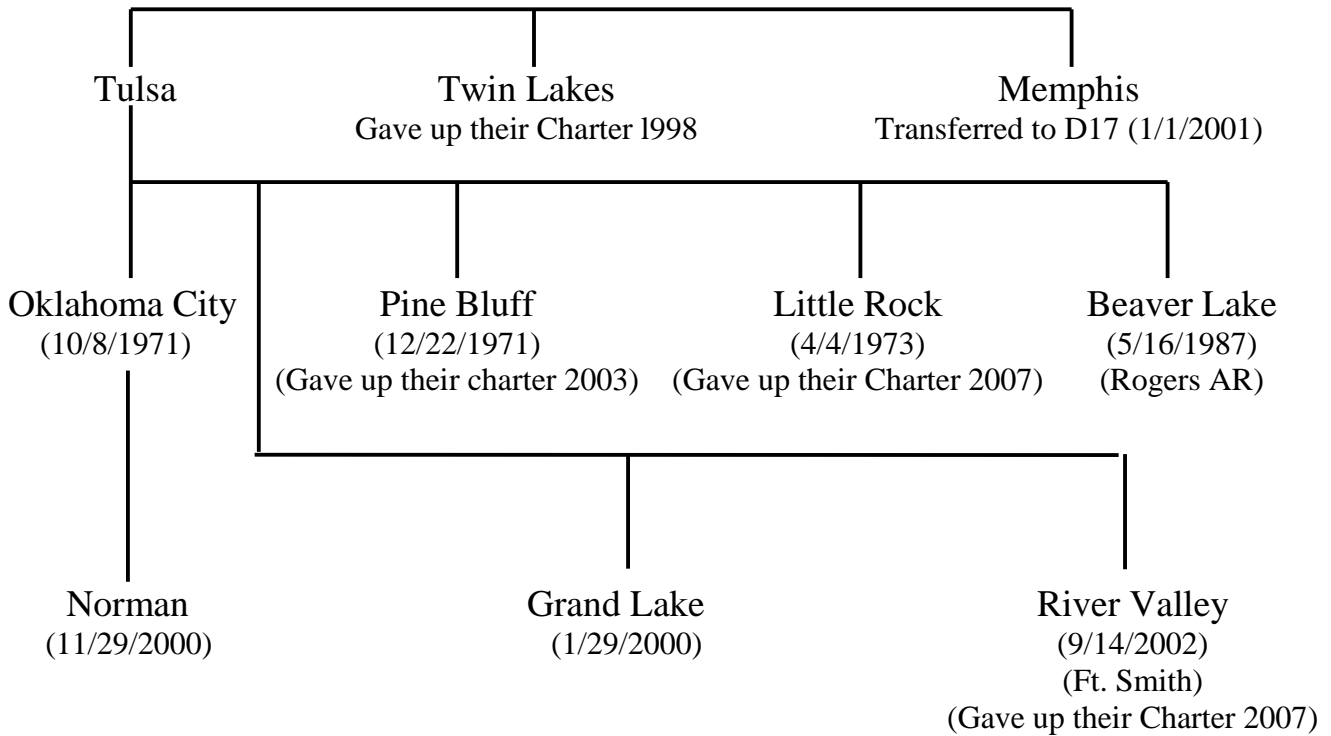 Tulsa
Twin Lakes
Gave up their Charter l998
Memphis
Transferred to D17 (1/1/2001)
Oklahoma City
(10/8/1971)
Pine Bluff
(12/22/1971)
(Gave up their charter 2003)
Little Rock
(4/4/1973)
(Gave up their Charter 2007)
Beaver Lake
(5/16/1987)
(Rogers AR)
Norman
(11/29/2000)
Grand Lake
(1/29/2000)
River Valley
(9/14/2002)
(Ft. Smith)
(Gave up their Charter 2007)